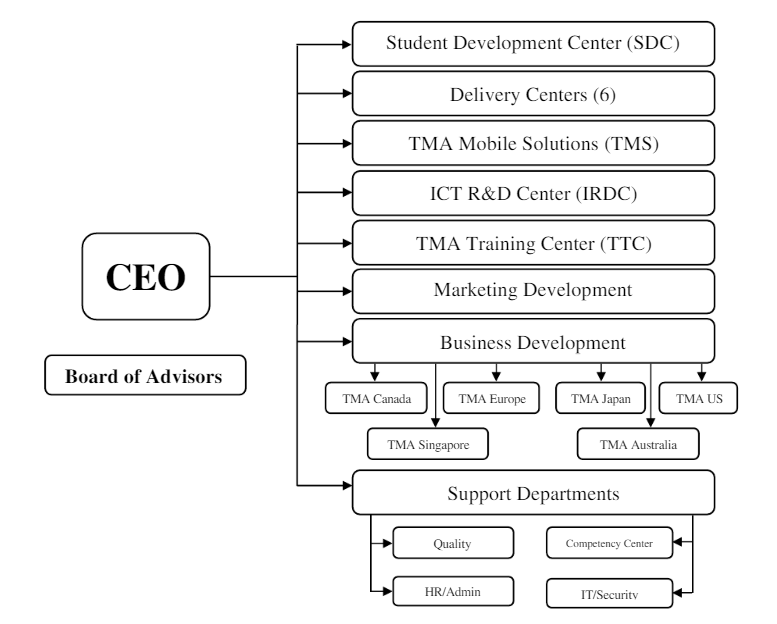 Student Development Center (SDC)
Delivery Centers (6)
TMA Mobile Solutions (TMS)
ICT R&D Center (IRDC)
TMA Training Center (TTC)
CEO
Marketing Development
Business Development
Board of Advisors
TMA Canada
TMA Europe
TMA Japan
TMA US
TMA Singapore
TMA Australia
Support Departments
Quality
Competency Center
HR/Admin
IT/Security